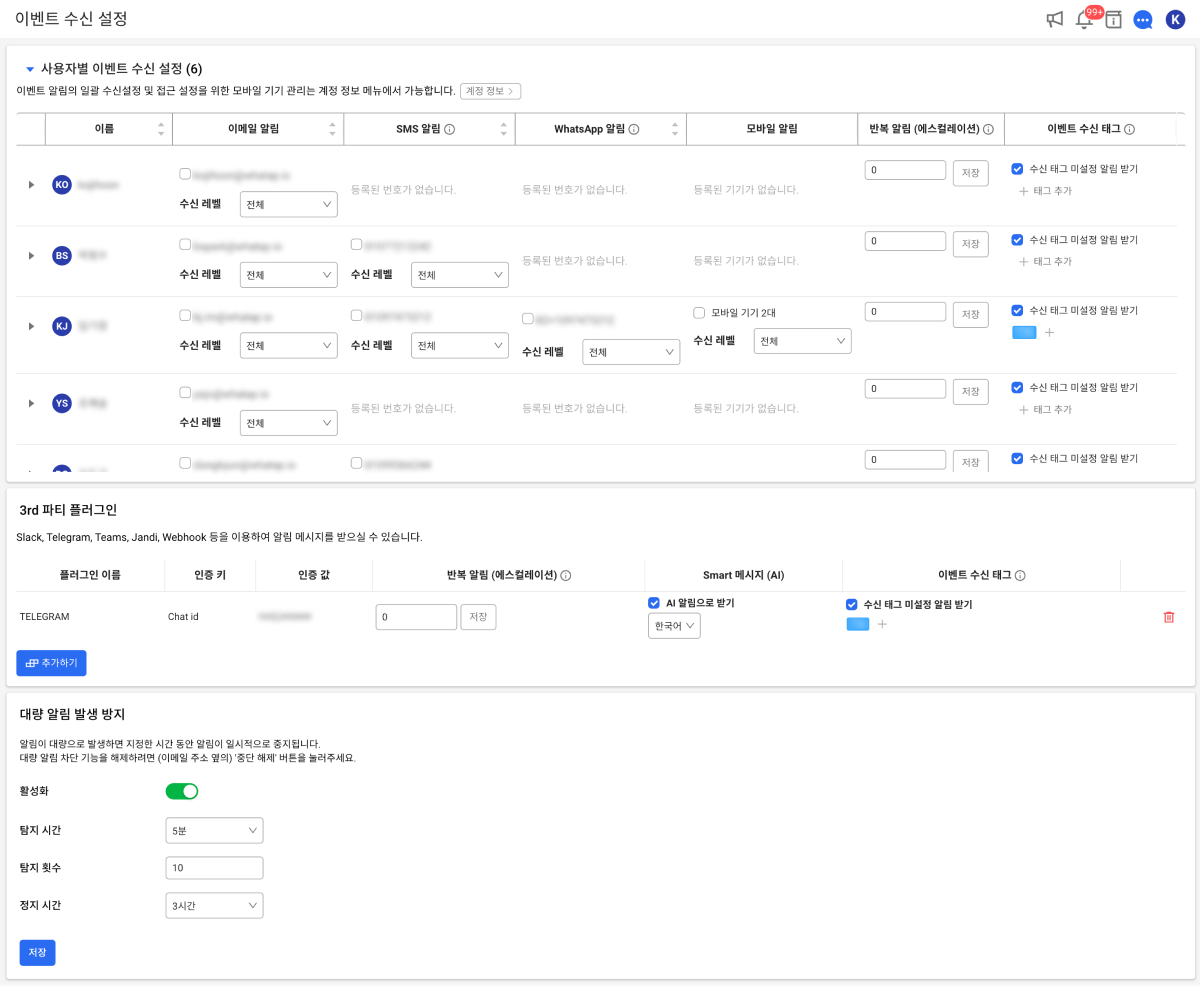 이벤트 수신 설정
99+
K
사용자별 이벤트 수신 설정 (6)
이벤트 알림의 일괄 수신설정 및 접근 설정을 위한 모바일 기기 관리는 계정 정보 메뉴에서 가능합니다. 계정 정보 >
이름 이메일 알림 SMS 알림 WhatsApp 알림 모바일 알림 반복 알림 (에스컬레이션) 이벤트 수신 태그
KO 0 저장 수신 태그 미설정 알림 받기
등록된 번호가 없습니다. 등록된 번호가 없습니다. 등록된 기기가 없습니다. + 태그 추가
수신 레벨 전체
BS 0 저장 수신 태그 미설정 알림 받기
등록된 번호가 없습니다. 등록된 기기가 없습니다. + 태그 추가
수신 레벨 전체 수신 레벨 전체
KJ 모바일 기기 2대 0 저장 수신 태그 미설정 알림 받기
수신 레벨 전체 수신 레벨 전체 수신 레벨 전체 수신 레벨 전체 +
YS 0 저장 수신 태그 미설정 알림 받기
등록된 번호가 없습니다. 등록된 번호가 없습니다. 등록된 기기가 없습니다. + 태그 추가
수신 레벨 전체
0 저장 수신 태그 미설정 알림 받기
3rd 파티 플러그인
Slack, Telegram, Teams, Jandi, Webhook 등을 이용하여 알림 메시지를 받으실 수 있습니다.
플러그인 이름 인증 키 인증 값 반복 알림 (에스컬레이션) Smart 메시지 (AI) 이벤트 수신 태그
TELEGRAM Chat id 0 저장 AI 알림으로 받기 수신 태그 미설정 알림 받기
한국어 +
추가하기
대량 알림 발생 방지
알림이 대량으로 발생하면 지정한 시간 동안 알림이 일시적으로 중지됩니다.
대량 알림 차단 기능을 해제하려면 (이메일 주소 옆의) '중단 해제' 버튼을 눌러주세요.
활성화
탐지 시간 5분
탐지 횟수 10
정지 시간 3시간
저장